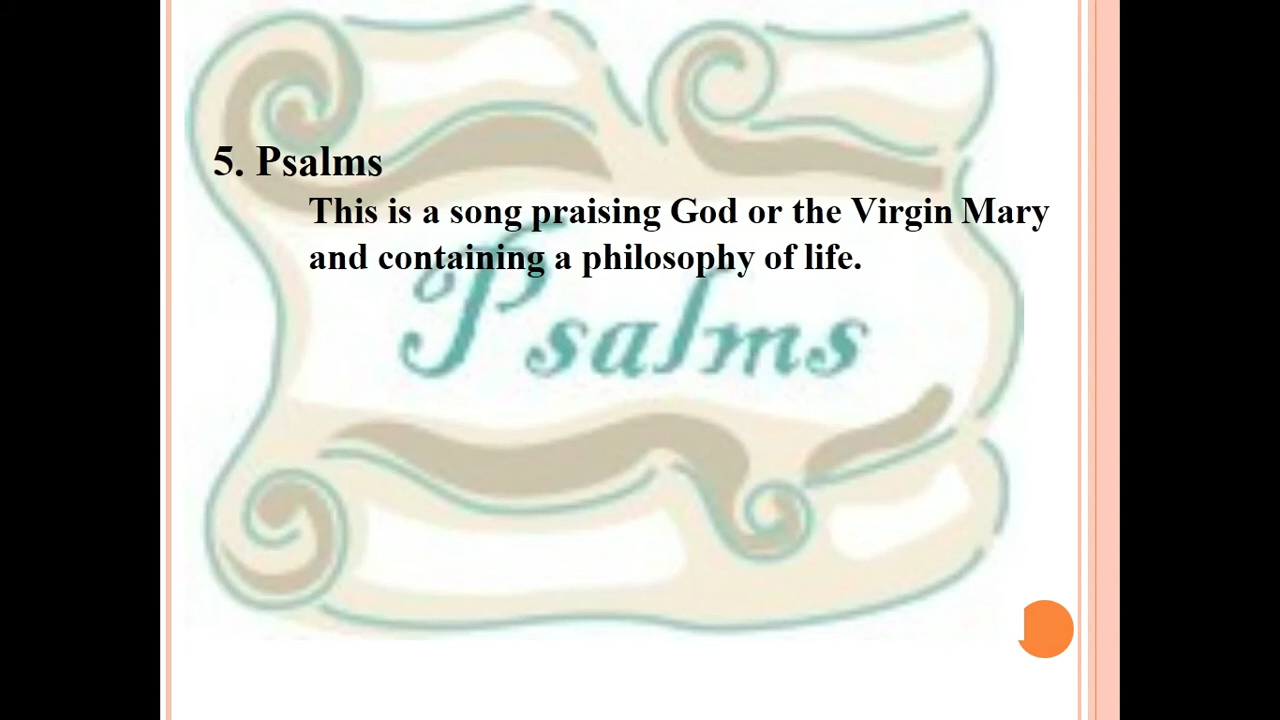 5. Psalms
This is a song praising God or the Virgin Mary
and containing a philosophy of life.
Psalms